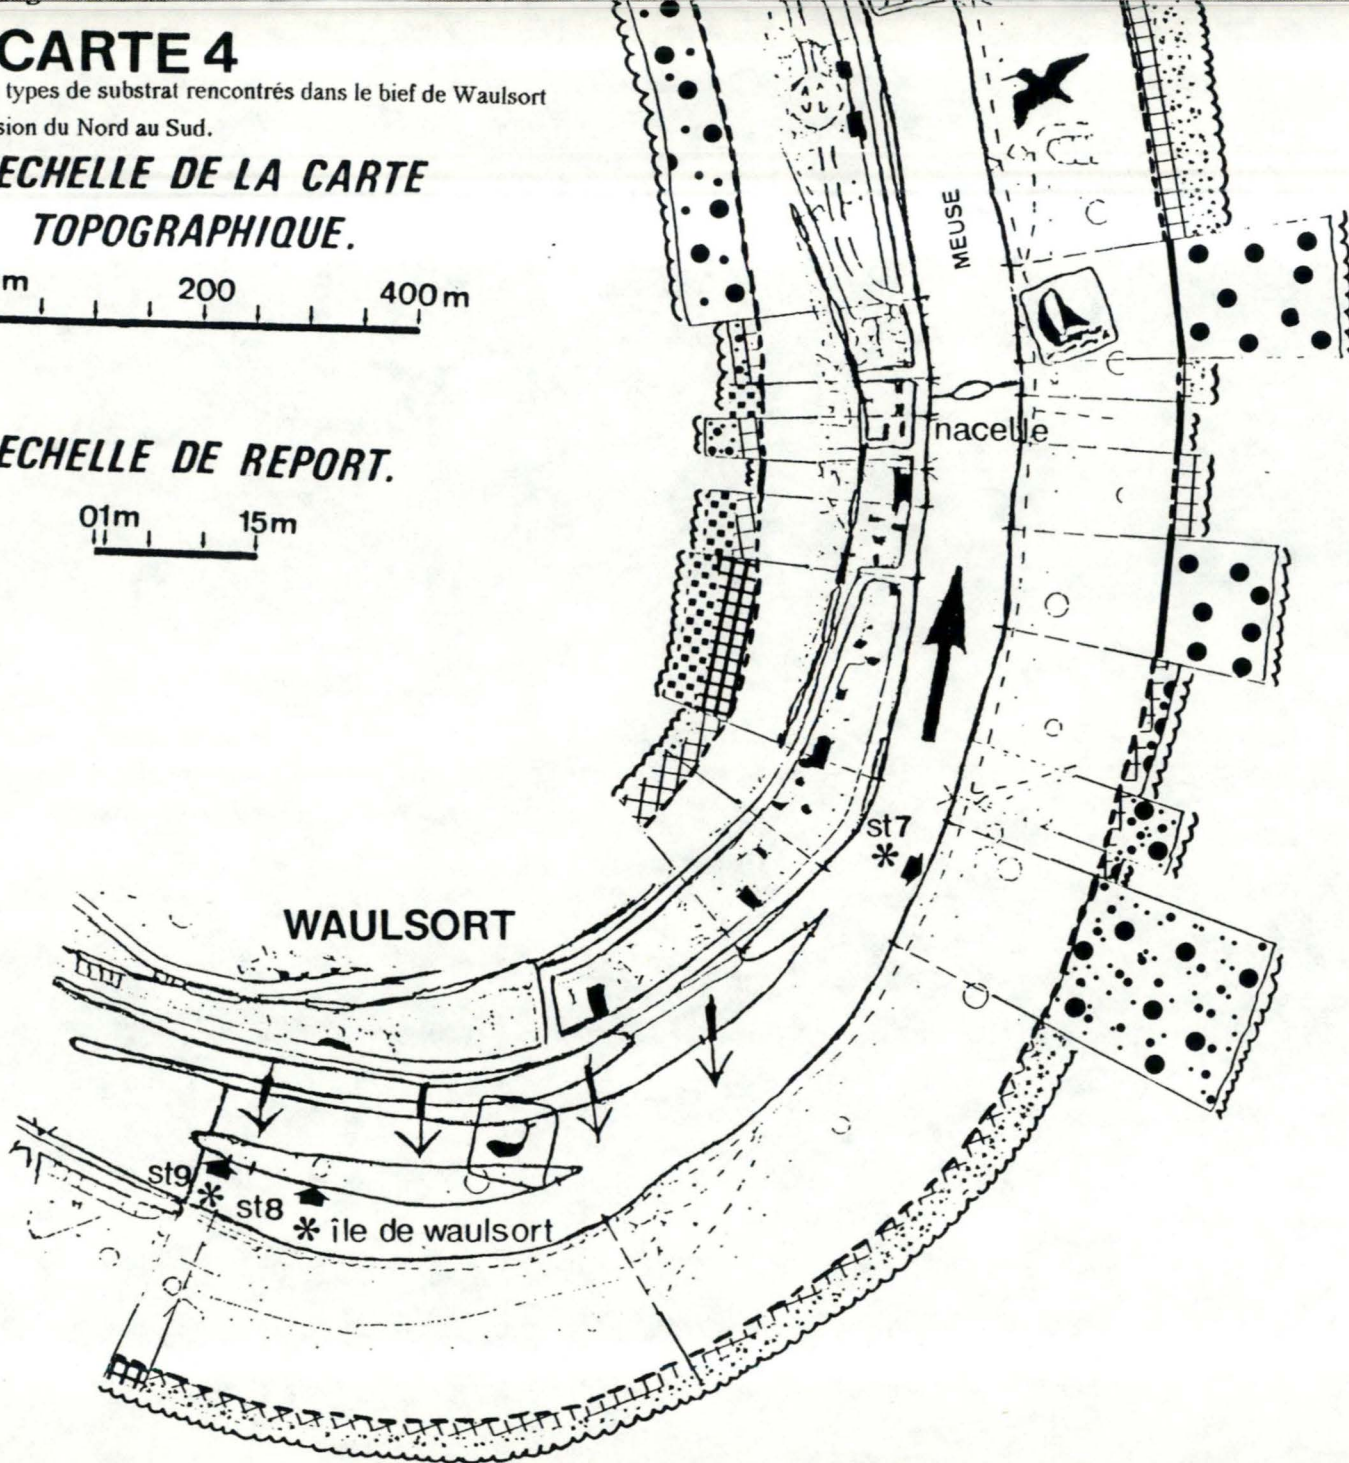 CARTE 4
types de substrat rencontrés dans le bief de Waulsort
sion du Nord au Sud.
ECHELLE DE LA CARTE
TOPOGRAPHIQUE.
m 200 400m
ECHELLE DE REPORT.
01m 15m
MEUSE
nacelle
st7
WAULSORT
st9
st8
île de waulsort